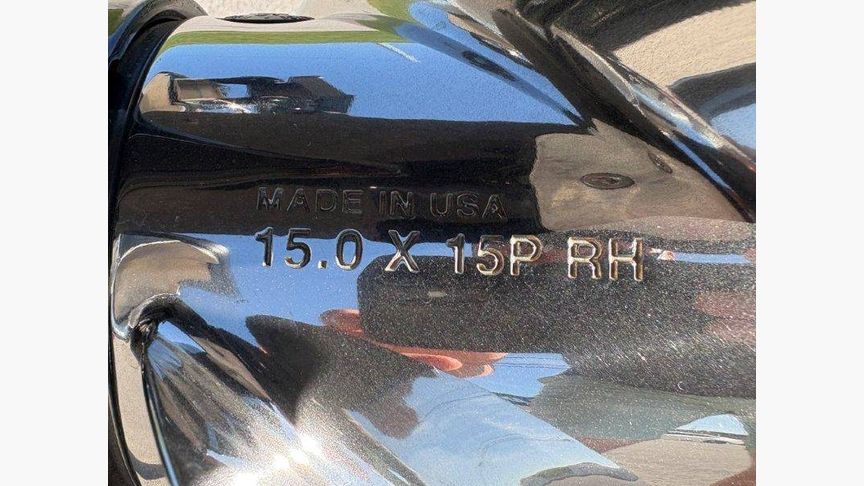 MADE IN USA
15.0 X 15P RH